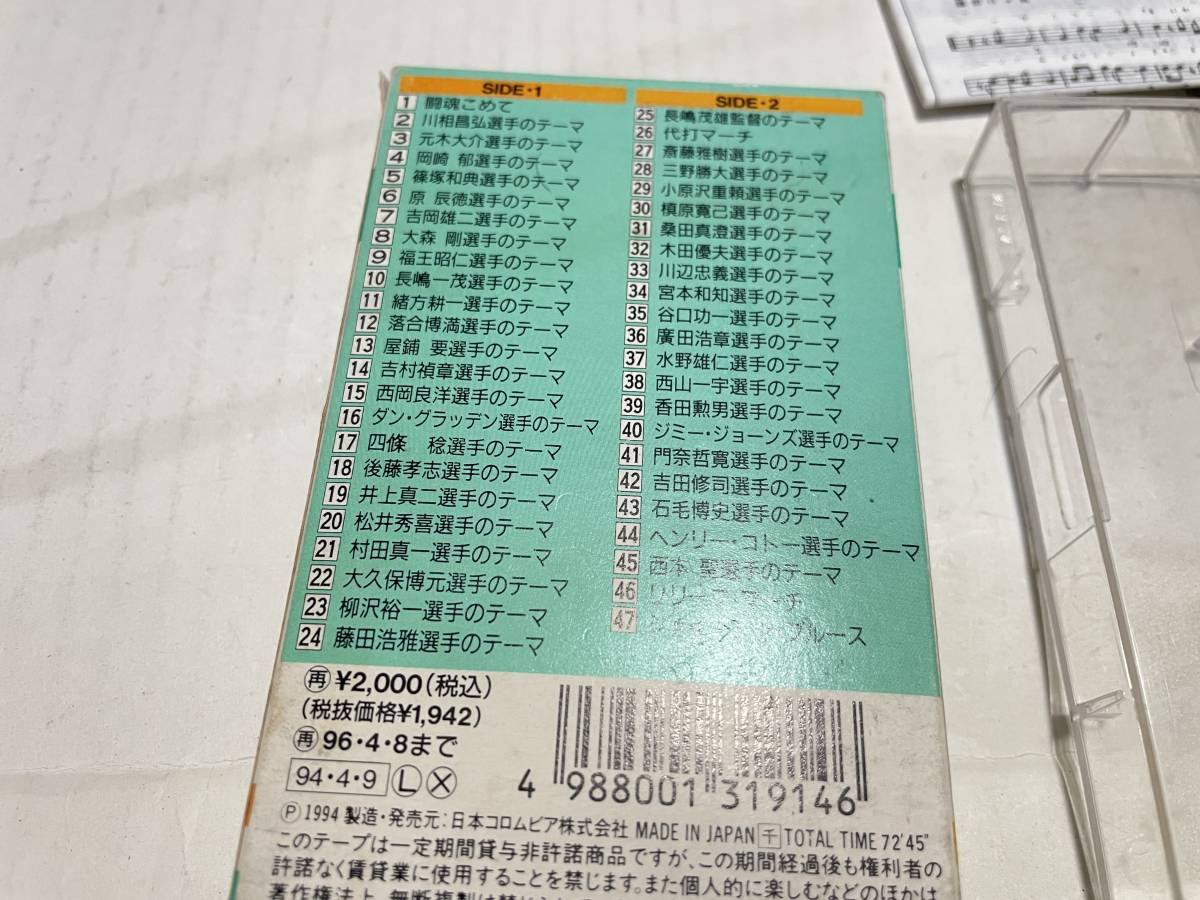 SIDE・1
1 闘魂こめて
2 川相昌弘選手のテーマ
3 元木大介選手のテーマ
4 岡崎 郁選手のテーマ
5 篠塚和典選手のテーマ
6 原 辰徳選手のテーマ
7 吉岡雄二選手のテーマ
8 大森 剛選手のテーマ
9 福王昭仁選手のテーマ
10 長嶋一茂選手のテーマ
11 緒方耕一選手のテーマ
12 落合博満選手のテーマ
13 屋鋪 要選手のテーマ
14 吉村禎章選手のテーマ
15 西岡良洋選手のテーマ
16 ダン・グラッデン選手のテーマ
17 四條 稔選手のテーマ
18 後藤孝志選手のテーマ
19 井上真二選手のテーマ
20 松井秀喜選手のテーマ
21 村田真一選手のテーマ
22 大久保博元選手のテーマ
23 柳沢裕一選手のテーマ
24 藤田浩雅選手のテーマ
SIDE・2
25 長嶋茂雄監督のテーマ
26 代打マーチ
27 斎藤雅樹選手のテーマ
28 三野勝大選手のテーマ
29 小原沢重頼選手のテーマ
30 槙原寛己選手のテーマ
31 桑田真澄選手のテーマ
32 木田優夫選手のテーマ
33 川辺忠義選手のテーマ
34 宮本和知選手のテーマ
35 谷口功一選手のテーマ
36 廣田浩章選手のテーマ
37 水野雄仁選手のテーマ
38 西山一宇選手のテーマ
39 香田勲男選手のテーマ
40 ジミー・ジョーンズ選手のテーマ
41 門奈哲寛選手のテーマ
42 吉田修司選手のテーマ
43 石毛博史選手のテーマ
44 ヘンリー・コトー選手のテーマ
45 西本 聖選手のテーマ
46
47 ブルース
再 ¥2,000(税込)
(税抜価格¥1,942)
再 96・4・8まで
94・4・9 L X
4 988001 319146
Ⓟ 1994 製造・発売元：日本コロムビア株式会社 MADE IN JAPAN 千 TOTAL TIME 72'45"
このテープは一定期間貸与非許諾商品ですが、この期間経過後も権利者の
許諾なく賃貸業に使用することを禁じます。また個人的に楽しむなどのほかは